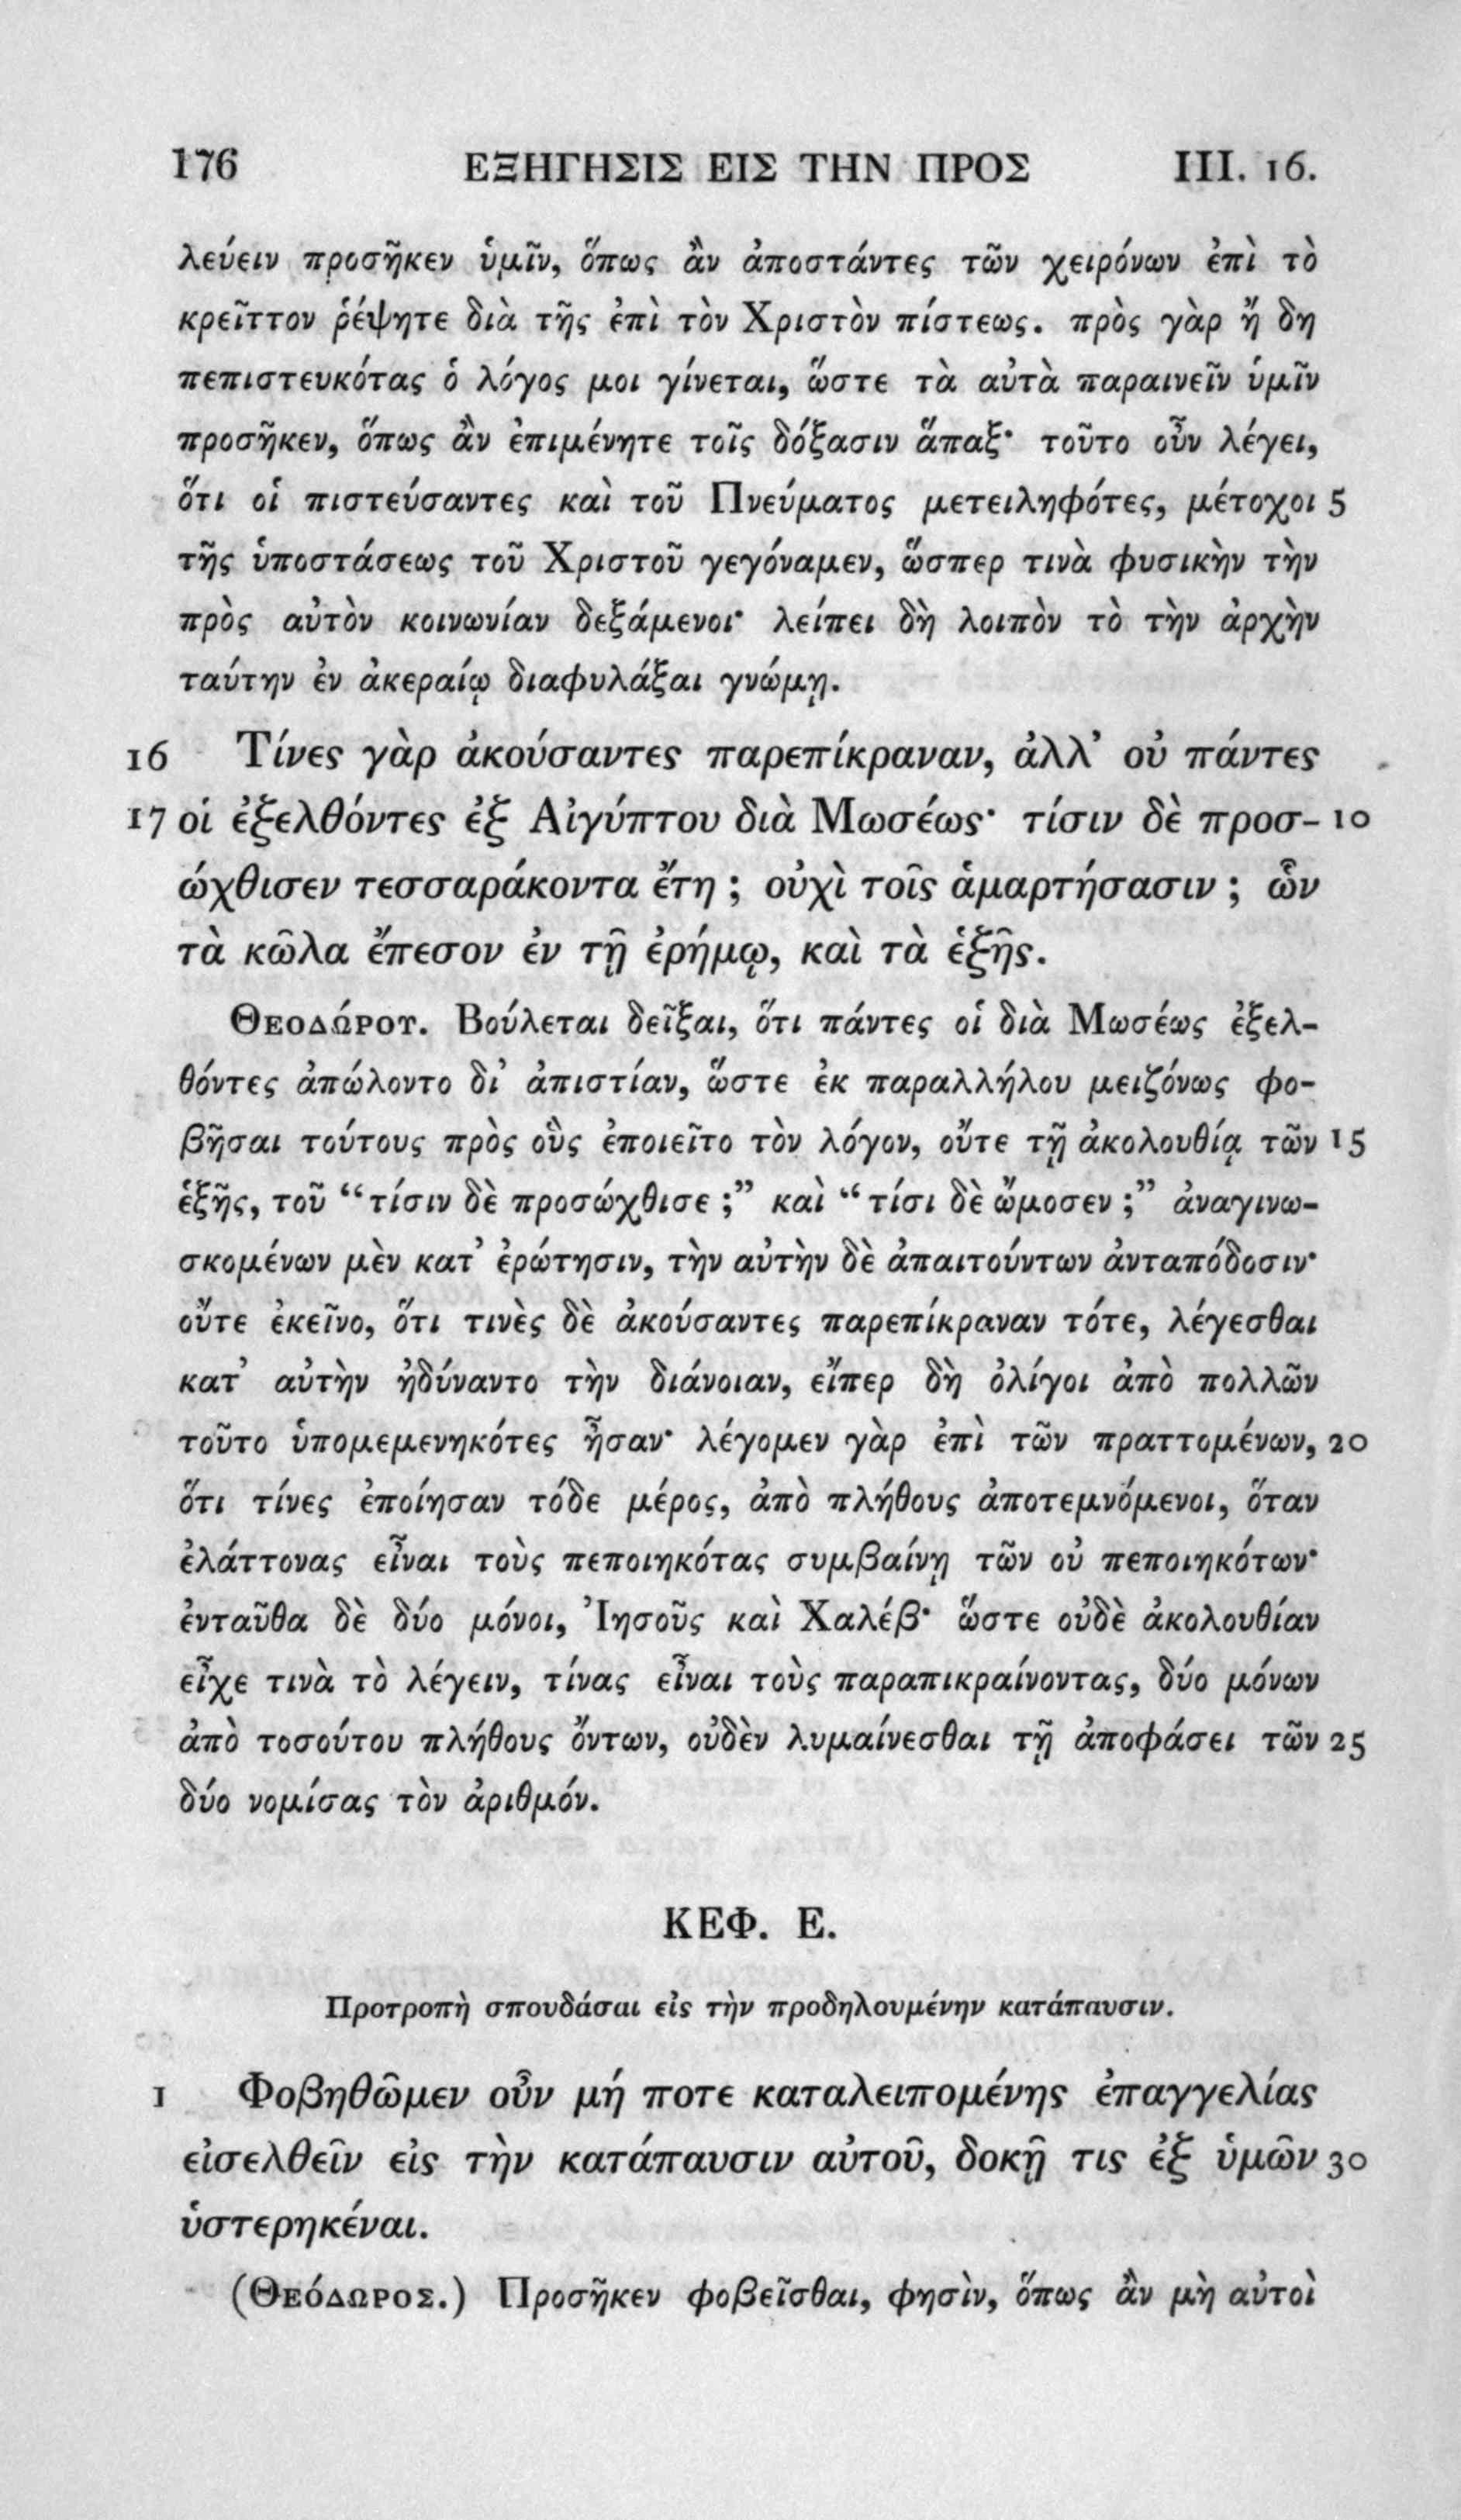 176 ΕΞΗΓΗΣΙΣ ΕΙΣ ΤΗΝ ΠΡΟΣ III. 16.
λεύειν προσῆκεν ὑμῖν, ὅπως ἂν ἀποστάντες τῶν χειρόνων ἐπὶ τὸ
κρεῖττον ῥέψητε διὰ τῆς ἐπὶ τὸν Χριστὸν πίστεως. πρὸς γὰρ ἤ δη
πεπιστευκότας ὁ λόγος μοι γίνεται, ὥστε τὰ αὐτὰ παραινεῖν ὑμῖν
προσῆκεν, ὅπως ἂν ἐπιμένητε τοῖς δόξασιν ἅπαξ· τοῦτο οὖν λέγει,
ὅτι οἱ πιστεύσαντες καὶ τοῦ Πνεύματος μετειληφότες, μέτοχοι 5
τῆς ὑποστάσεως τοῦ Χριστοῦ γεγόναμεν, ὥσπερ τινὰ φυσικὴν τὴν
πρὸς αὐτὸν κοινωνίαν δεξάμενοι· λείπει δὴ λοιπὸν τὸ τὴν ἀρχὴν
ταύτην ἐν ἀκεραίῳ διαφυλάξαι γνώμῃ.
16 Τίνες γὰρ ἀκούσαντες παρεπίκραναν, ἀλλ’ οὐ πάντες
17 οἱ ἐξελθόντες ἐξ Αἰγύπτου διὰ Μωσέως· τίσιν δὲ προσ- 10
ώχθισεν τεσσαράκοντα ἔτη ; οὐχὶ τοῖς ἁμαρτήσασιν ; ὧν
τὰ κῶλα ἔπεσον ἐν τῇ ἐρήμῳ, καὶ τὰ ἑξῆς.
Θεοδώρου. Βούλεται δεῖξαι, ὅτι πάντες οἱ διὰ Μωσέως ἐξελ-
θόντες ἀπώλοντο δι’ ἀπιστίαν, ὥστε ἐκ παραλλήλου μειζόνως φο-
βῆσαι τούτους πρὸς οὓς ἐποιεῖτο τὸν λόγον, οὔτε τῇ ἀκολουθίᾳ τῶν 15
ἑξῆς, τοῦ “τίσιν δὲ προσώχθισε ;” καὶ “τίσι δὲ ὤμοσεν ;” ἀναγινω-
σκομένων μὲν κατ’ ἐρώτησιν, τὴν αὐτὴν δὲ ἀπαιτούντων ἀνταπόδοσιν·
οὔτε ἐκεῖνο, ὅτι τινὲς δὲ ἀκούσαντες παρεπίκραναν τότε, λέγεσθαι
κατ’ αὐτὴν ἠδύναντο τὴν διάνοιαν, εἴπερ δὴ ὀλίγοι ἀπὸ πολλῶν
τοῦτο ὑπομεμενηκότες ἦσαν· λέγομεν γὰρ ἐπὶ τῶν πραττομένων, 20
ὅτι τίνες ἐποίησαν τόδε μέρος, ἀπὸ πλήθους ἀποτεμνόμενοι, ὅταν
ἐλάττονας εἶναι τοὺς πεποιηκότας συμβαίνῃ τῶν οὐ πεποιηκότων·
ἐνταῦθα δὲ δύο μόνοι, Ἰησοῦς καὶ Χαλέβ· ὥστε οὐδὲ ἀκολουθίαν
εἶχε τινὰ τὸ λέγειν, τίνας εἶναι τοὺς παραπικραίνοντας, δύο μόνων
ἀπὸ τοσούτου πλήθους ὄντων, οὐδὲν λυμαίνεσθαι τῇ ἀποφάσει τῶν 25
δύο νομίσας τὸν ἀριθμόν.
ΚΕΦ. Ε.
Προτροπὴ σπουδάσαι εἰς τὴν προδηλουμένην κατάπαυσιν.
1 Φοβηθῶμεν οὖν μή ποτε καταλειπομένης ἐπαγγελίας
εἰσελθεῖν εἰς τὴν κατάπαυσιν αὐτοῦ, δοκῇ τις ἐξ ὑμῶν 30
ὑστερηκέναι.
(Θεόδωρος.) Προσῆκεν φοβεῖσθαι, φησὶν, ὅπως ἂν μὴ αὐτοὶ